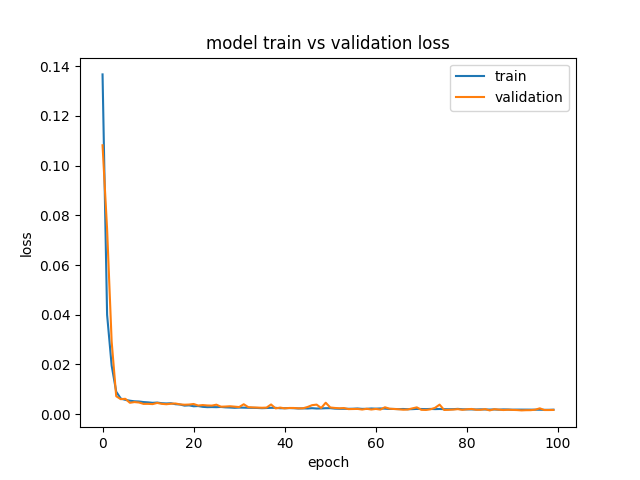 model train vs validation loss
train
validation
0.14
0.12
0.10
0.08
0.06
0.04
0.02
0.00
loss
0 20 40 60 80 100
epoch